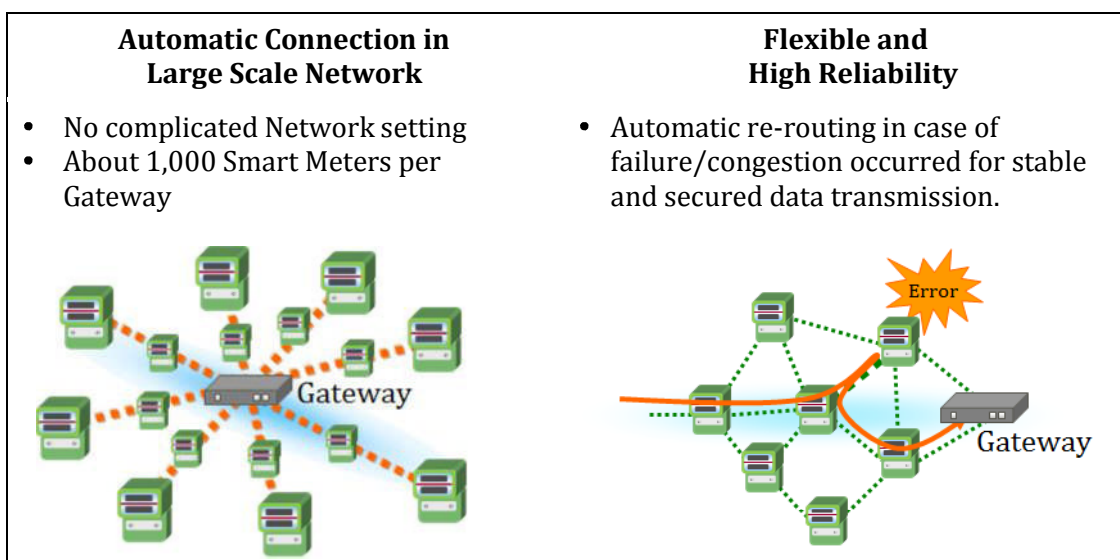 Automatic Connection in
Large Scale Network
• No complicated Network setting
• About 1,000 Smart Meters per
Gateway
Gateway
Flexible and
High Reliability
• Automatic re-routing in case of
failure/congestion occurred for stable
and secured data transmission.
Error
Gateway